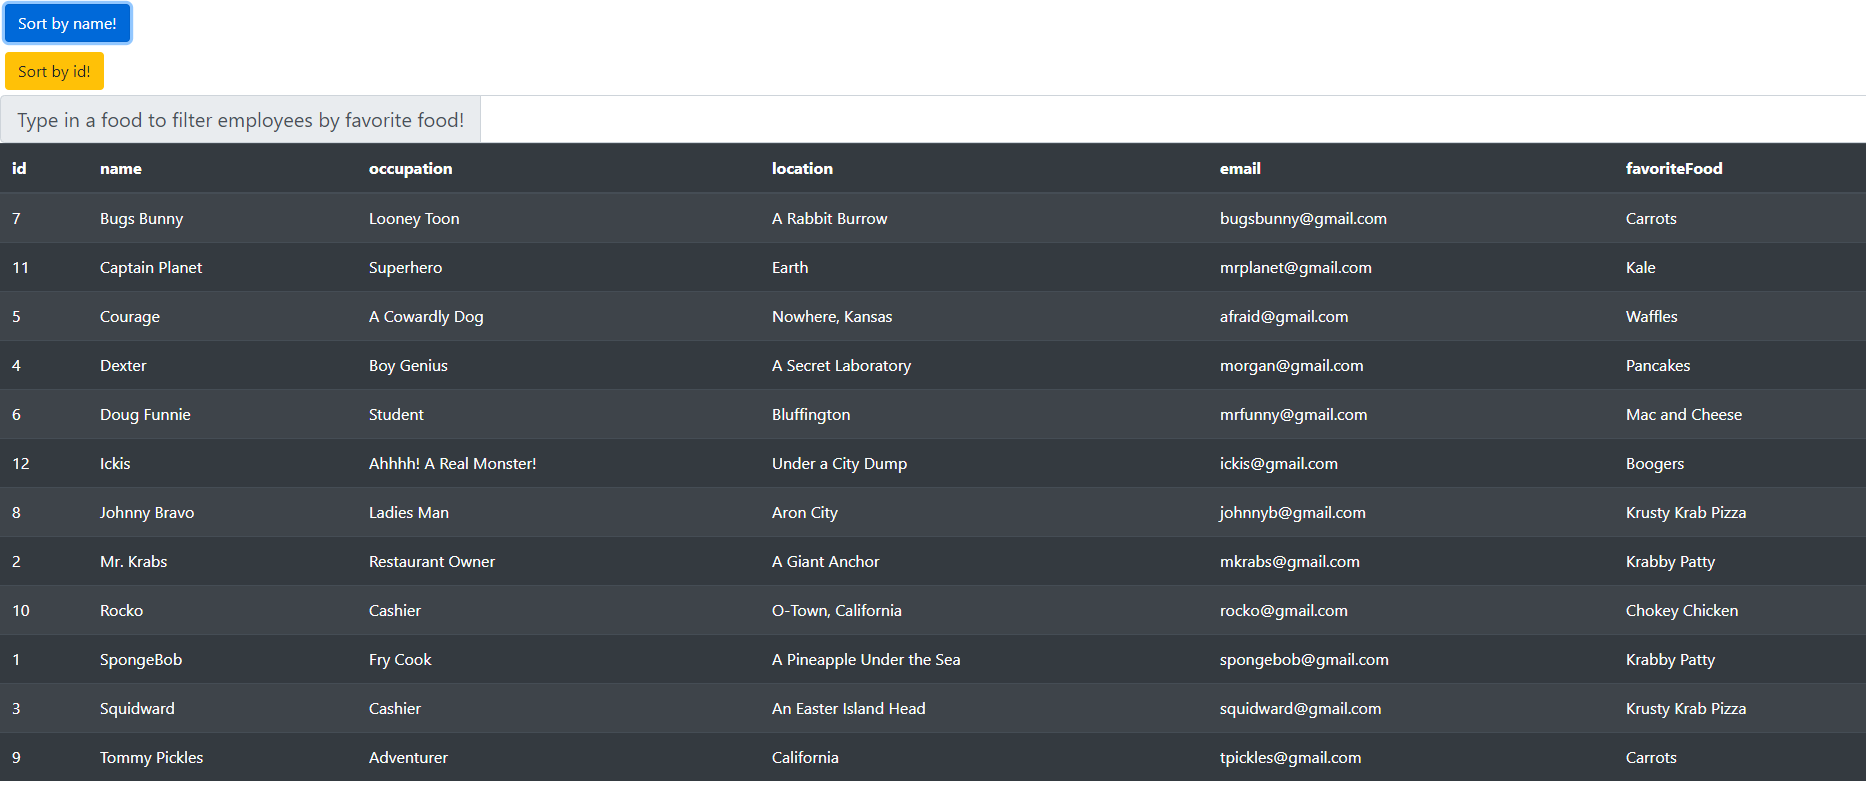 Sort by name!
Sort by id!
Type in a food to filter employees by favorite food!
id name occupation location email favoriteFood
7 Bugs Bunny Looney Toon A Rabbit Burrow bugsbunny@gmail.com Carrots
11 Captain Planet Superhero Earth mrplanet@gmail.com Kale
5 Courage A Cowardly Dog Nowhere, Kansas afraid@gmail.com Waffles
4 Dexter Boy Genius A Secret Laboratory morgan@gmail.com Pancakes
6 Doug Funnie Student Bluffington mrfunny@gmail.com Mac and Cheese
12 Ickis Ahhhh! A Real Monster! Under a City Dump ickis@gmail.com Boogers
8 Johnny Bravo Ladies Man Aron City johnnyb@gmail.com Krusty Krab Pizza
2 Mr. Krabs Restaurant Owner A Giant Anchor mkrabs@gmail.com Krabby Patty
10 Rocko Cashier O-Town, California rocko@gmail.com Chokey Chicken
1 SpongeBob Fry Cook A Pineapple Under the Sea spongebob@gmail.com Krabby Patty
3 Squidward Cashier An Easter Island Head squidward@gmail.com Krusty Krab Pizza
9 Tommy Pickles Adventurer California tpickles@gmail.com Carrots